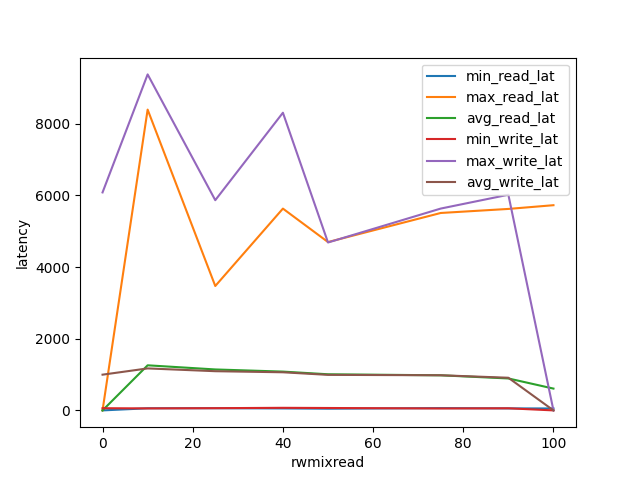 min_read_lat
max_read_lat
avg_read_lat
min_write_lat
max_write_lat
avg_write_lat
8000
6000
4000
2000
0
latency
0 20 40 60 80 100
rwmixread